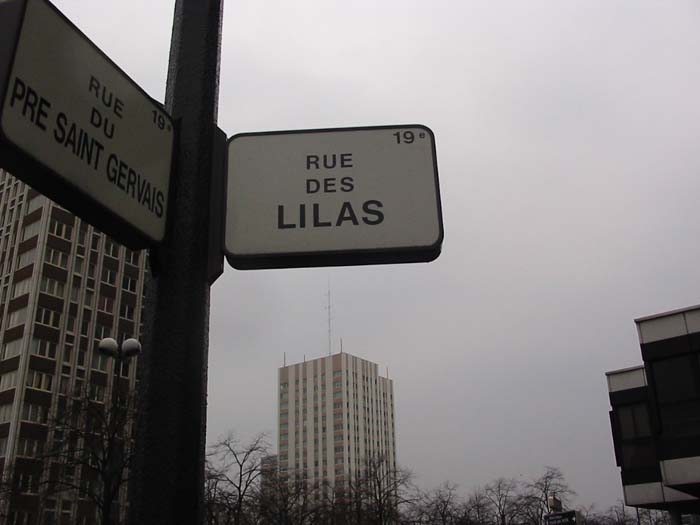 RUE
DU
19e
PRE SAINT GERVAIS
19e
RUE
DES
LILAS